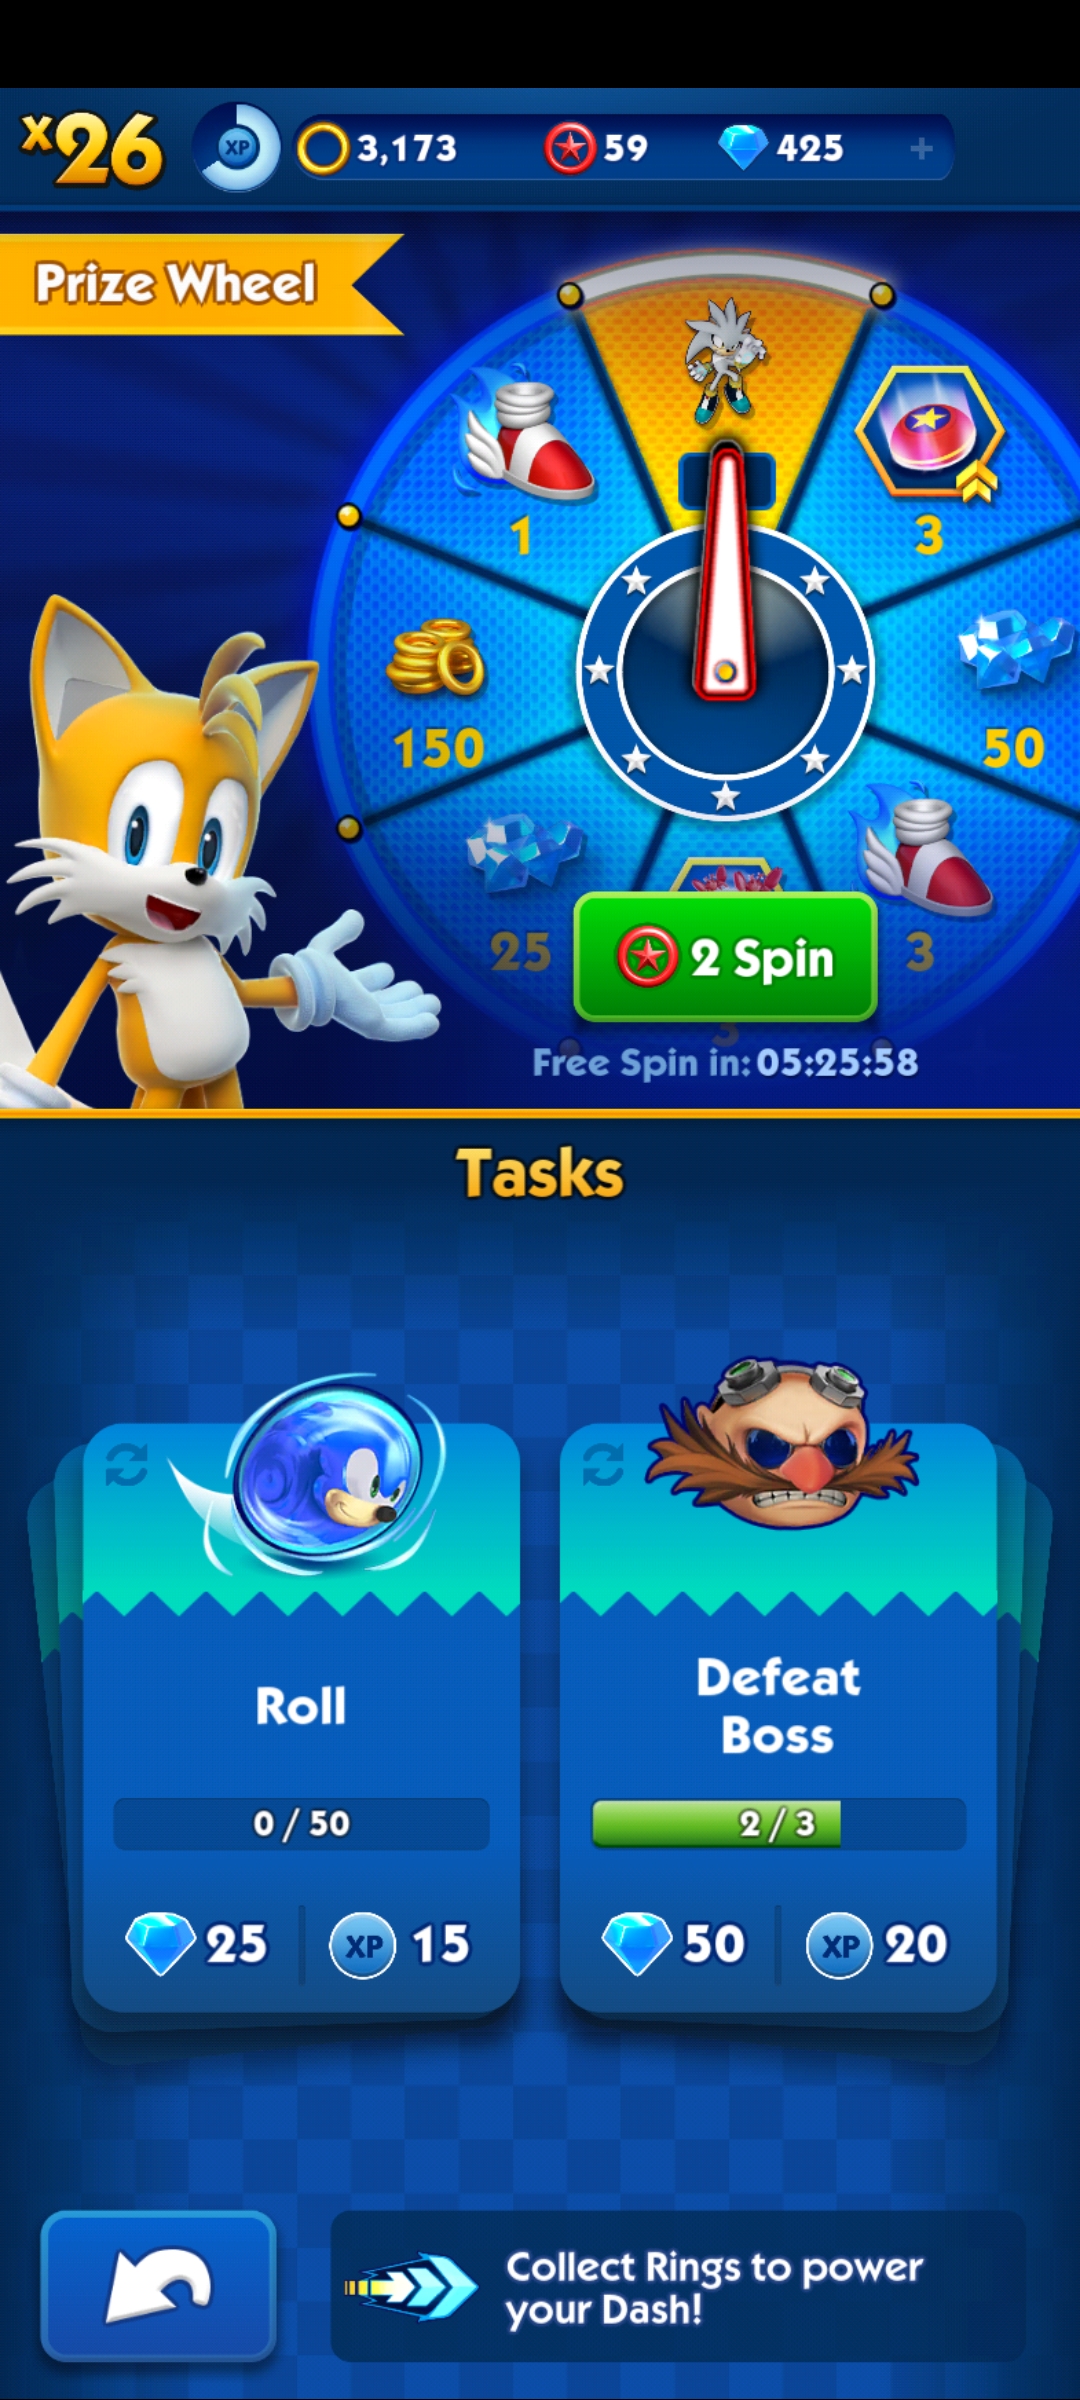 x26
XP
3,173
59
425
Prize Wheel
1
3
150
50
25
2 Spin
3
3
Free Spin in: 05:25:58
Tasks
Roll
0 / 50
25
XP 15
Defeat
Boss
2 / 3
50
XP 20
Collect Rings to power
your Dash!